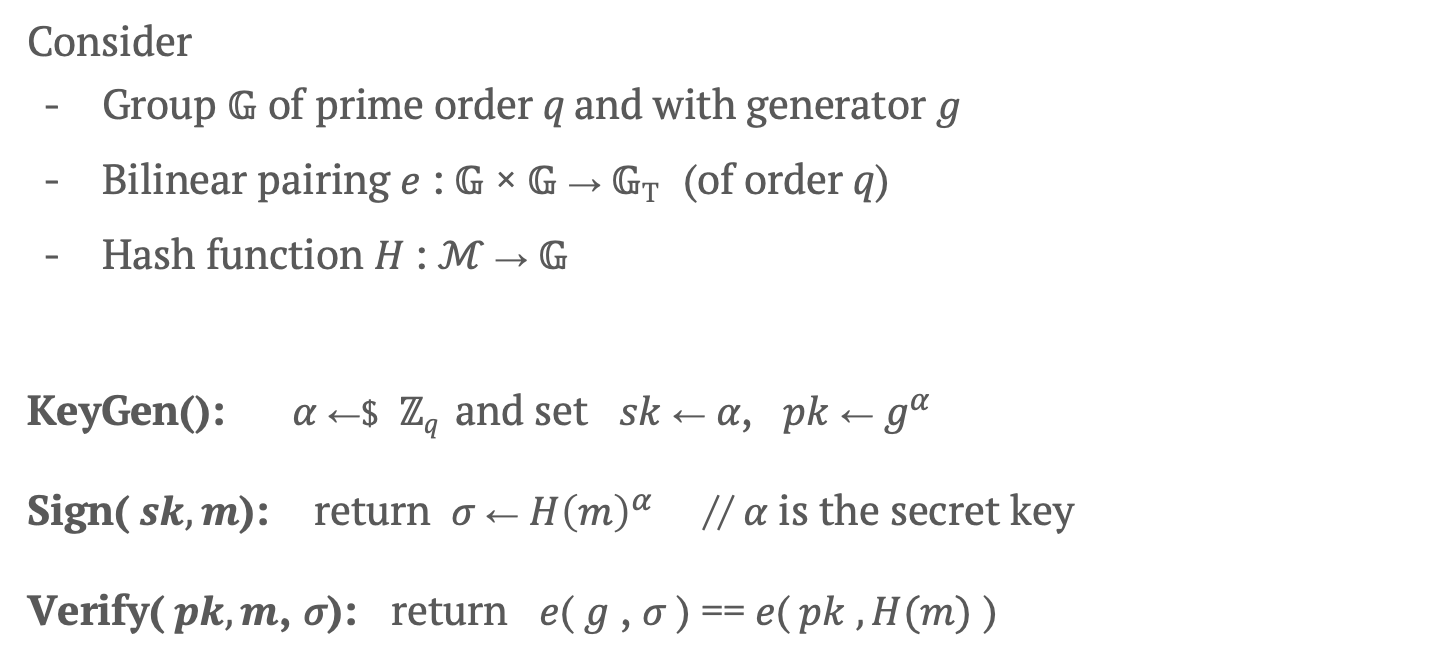 Consider
- Group 𝔾 of prime order q and with generator g
- Bilinear pairing e : 𝔾 × 𝔾 → 𝔾_T (of order q)
- Hash function H : ℳ → 𝔾
KeyGen(): α ←$ ℤ_q and set sk ← α, pk ← g^α
Sign( sk, m): return σ ← H(m)^α // α is the secret key
Verify( pk, m, σ): return e( g , σ ) == e( pk , H(m) )